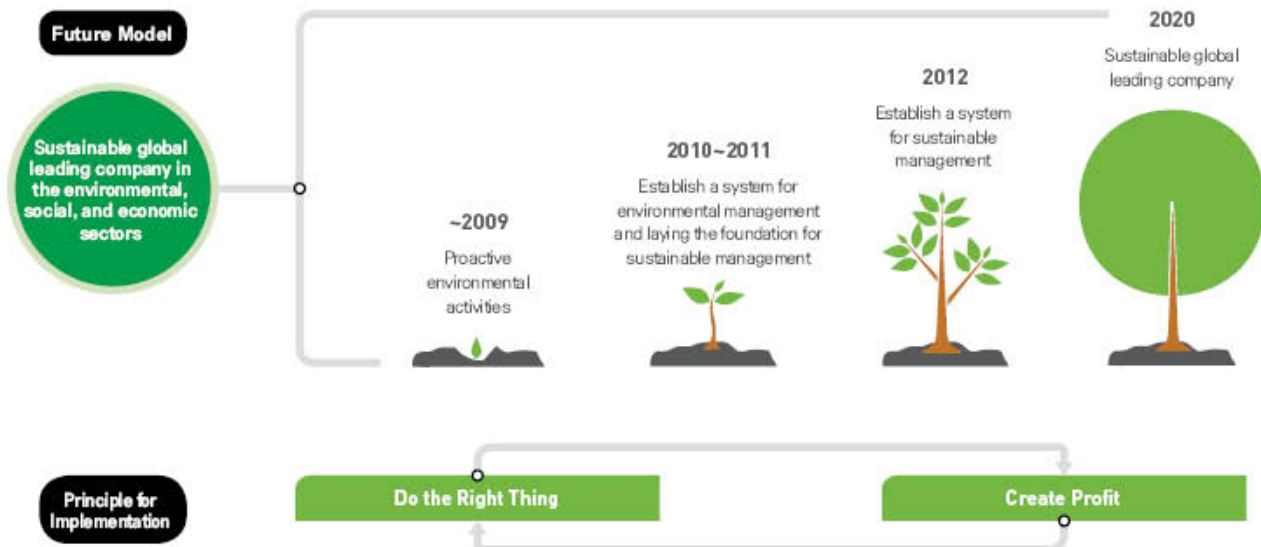 Future Model
Sustainable global
leading company in
the environmental,
social, and economic
sectors
~2009
Proactive
environmental
activities
2010~2011
Establish a system for
environmental management
and laying the foundation for
sustainable management
2012
Establish a system
for sustainable
management
2020
Sustainable global
leading company
Principle for
Implementation
Do the Right Thing
Create Profit